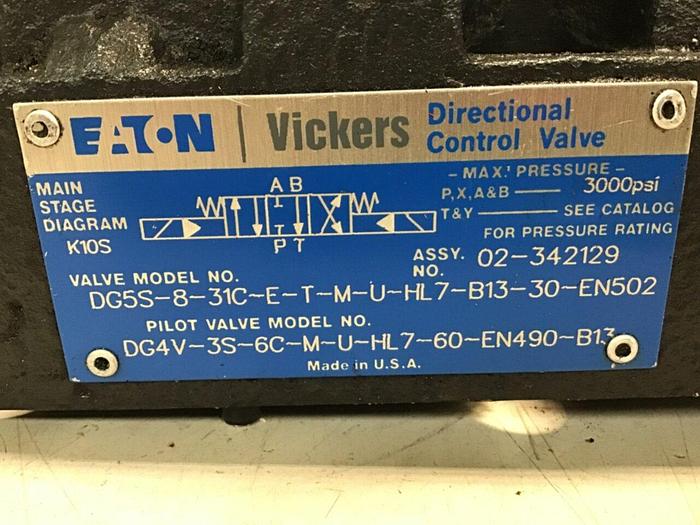 EATON | Vickers Directional Control Valve
MAIN STAGE DIAGRAM
K10S
A B
P T
- MAX. PRESSURE -
P,X,A&B — 3000psi
T&Y — SEE CATALOG
FOR PRESSURE RATING
ASSY. NO. 02-342129
VALVE MODEL NO.
DG5S-8-31C-E-T-M-U-HL7-B13-30-EN502
PILOT VALVE MODEL NO.
DG4V-3S-6C-M-U-HL7-60-EN490-B13
Made in U.S.A.